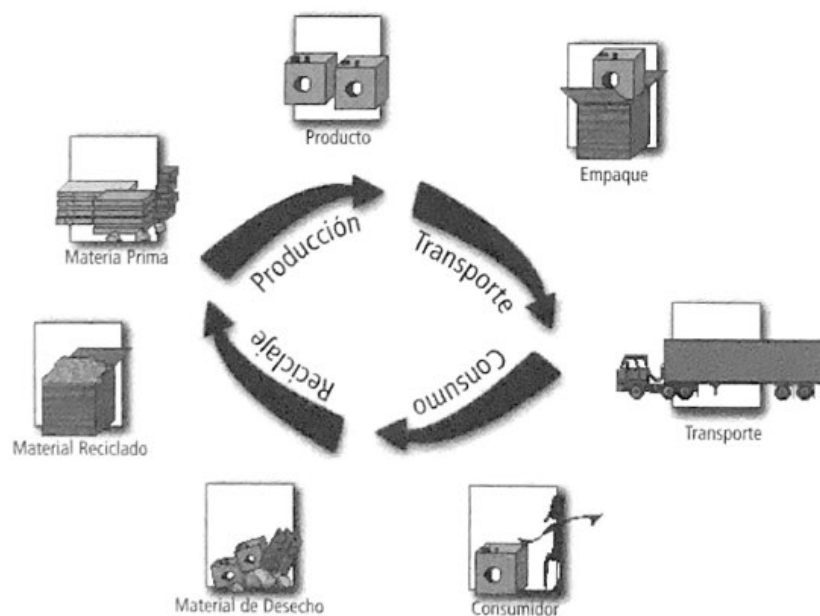 Producto
Empaque
Materia Prima
Producción
Transporte
Reciclaje
Consumo
Material Reciclado
Transporte
Material de Desecho
Consumidor